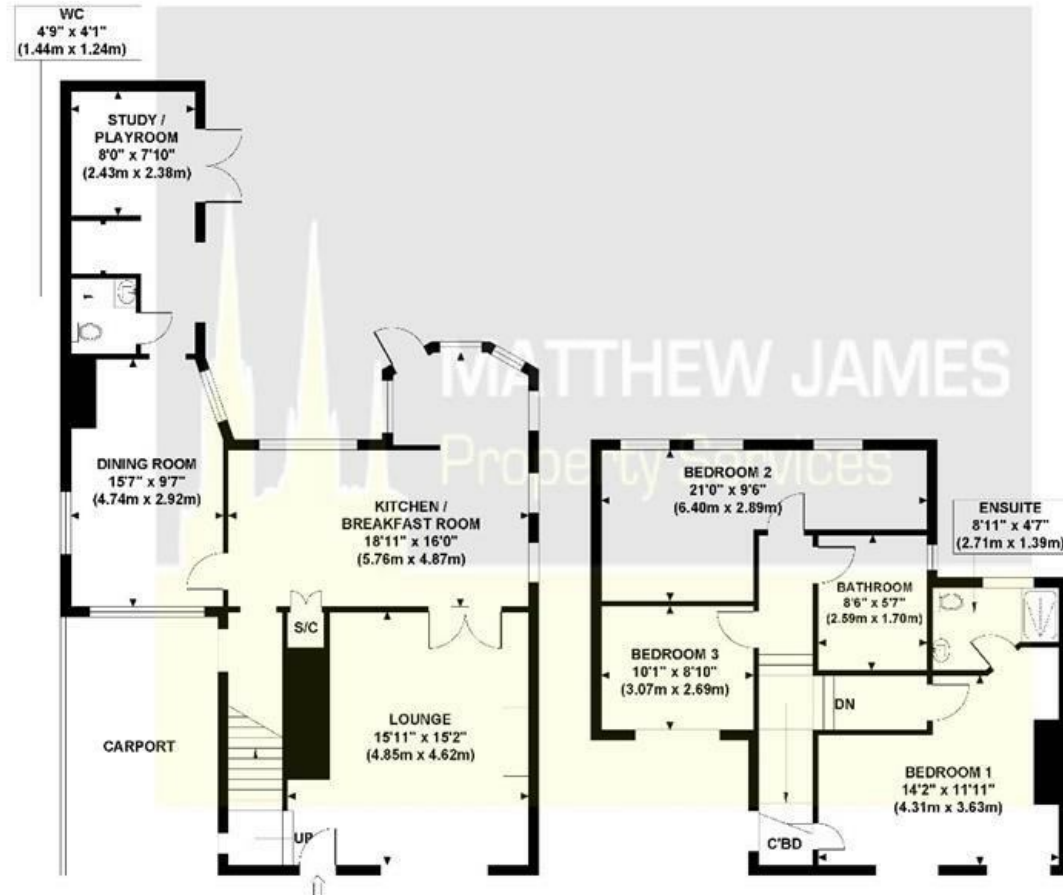 WC
4'9" x 4'1"
(1.44m x 1.24m)
STUDY /
PLAYROOM
8'0" x 7'10"
(2.43m x 2.38m)
MATTHEW JAMES
Property Services
DINING ROOM
15'7" x 9'7"
(4.74m x 2.92m)
KITCHEN /
BREAKFAST ROOM
18'11" x 16'0"
(5.76m x 4.87m)
S/C
LOUNGE
15'11" x 15'2"
(4.85m x 4.62m)
CARPORT
UP
BEDROOM 2
21'0" x 9'6"
(6.40m x 2.89m)
ENSUITE
8'11" x 4'7"
(2.71m x 1.39m)
BATHROOM
8'6" x 5'7"
(2.59m x 1.70m)
BEDROOM 3
10'1" x 8'10"
(3.07m x 2.69m)
DN
BEDROOM 1
14'2" x 11'11"
(4.31m x 3.63m)
C'BD